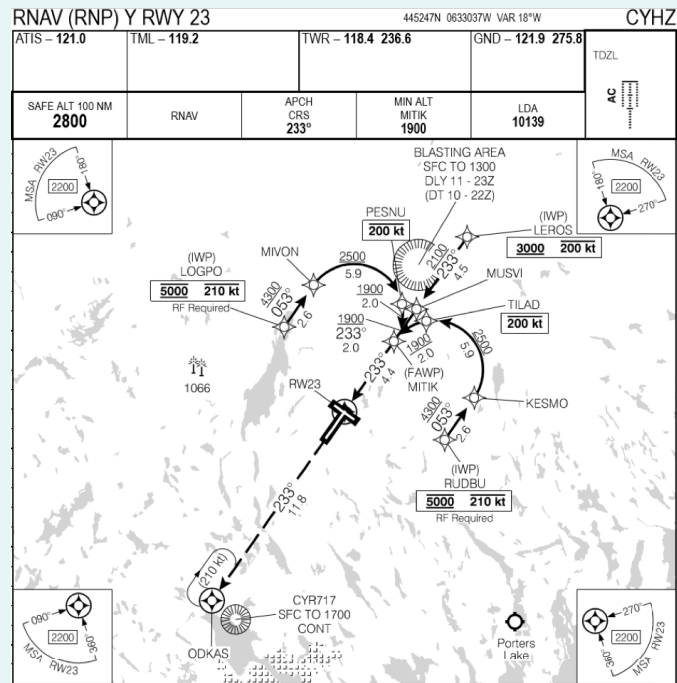 RNAV (RNP) Y RWY 23
445247N 0633037W VAR 18°W
CYHZ
ATIS – 121.0
TML – 119.2
TWR – 118.4 236.6
GND – 121.9 275.8
TDZL
AC
SAFE ALT 100 NM
2800
RNAV
APCH
CRS
233°
MIN ALT
MITIK
1900
LDA
10139
MSA RW23
180°
2200
090°
BLASTING AREA
SFC TO 1300
DLY 11 - 23Z
(DT 10 - 22Z)
MSA RW23
180°
2200
270°
PESNU
200 kt
(IWP)
LEROS
3000 200 kt
2100
233°
4.5
MIVON
2500
5.9
(IWP)
LOGPO
5000 210 kt
RF Required
4300
053°
2.6
MUSVI
1900
2.0
TILAD
200 kt
1900
233°
2.0
1900
2.0
2500
5.9
(FAWP)
MITIK
233°
4.4
1066
RW23
KESMO
4300
053°
2.6
(IWP)
RUDBU
5000 210 kt
RF Required
233°
11.8
(210 kt)
CYR717
SFC TO 1700
CONT
ODKAS
Porters
Lake
090°
2200
360°
MSA RW23
270°
2200
360°
MSA RW23